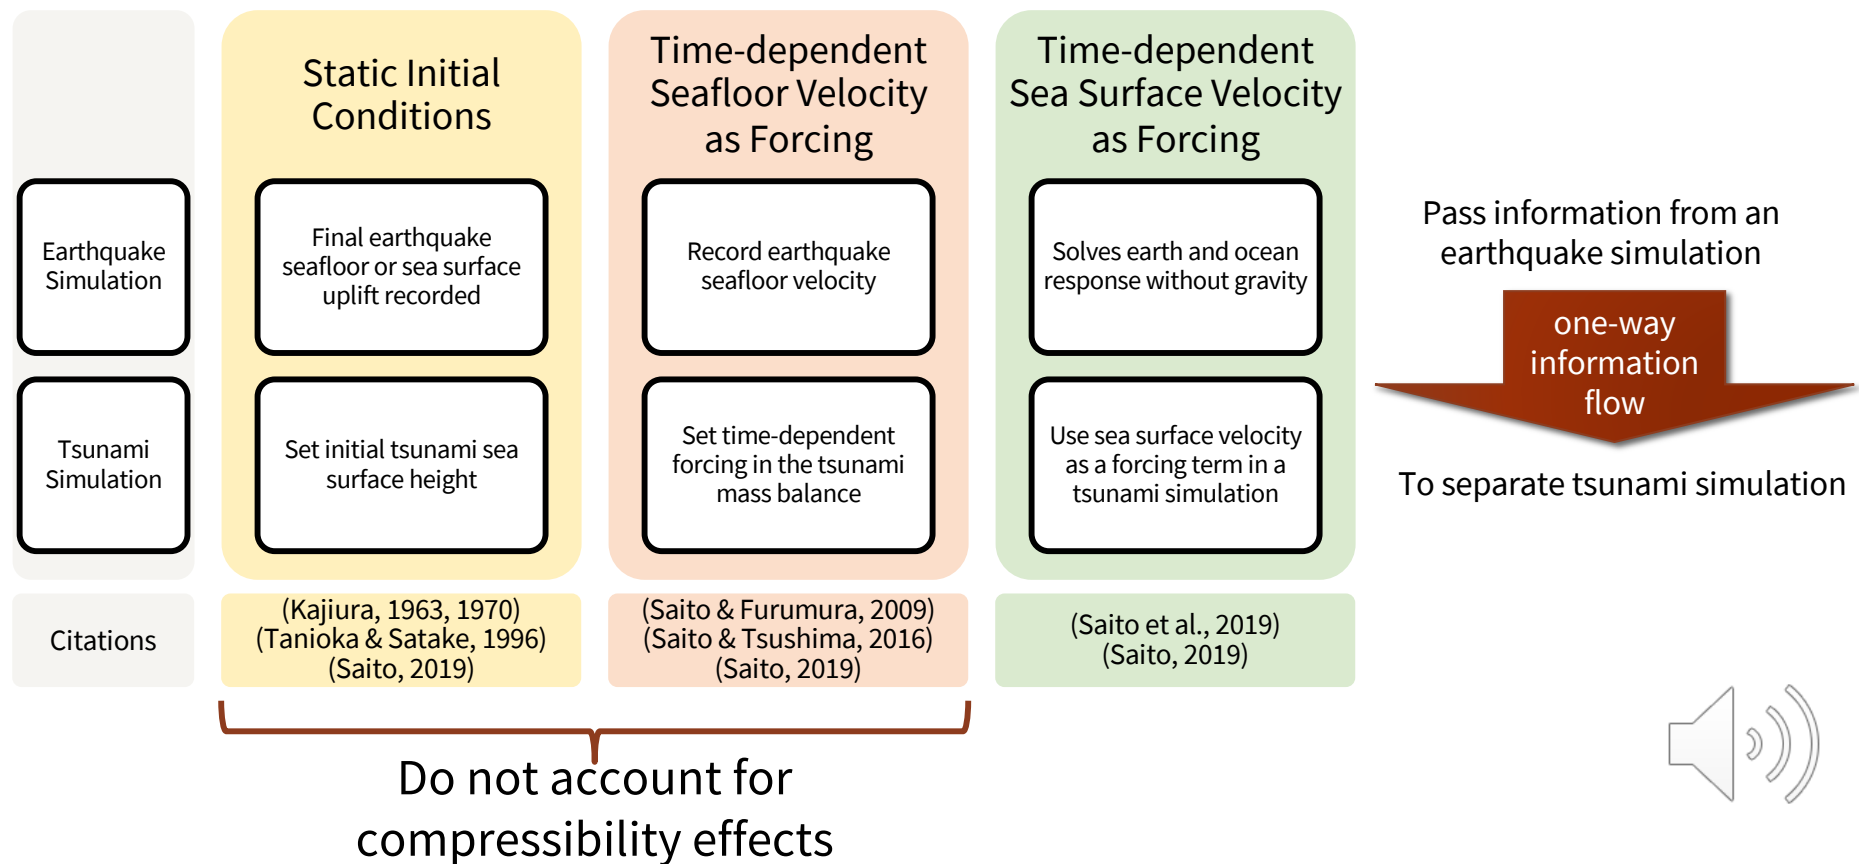 Static Initial
Conditions
Time-dependent
Seafloor Velocity
as Forcing
Time-dependent
Sea Surface Velocity
as Forcing
Earthquake
Simulation
Final earthquake
seafloor or sea surface
uplift recorded
Record earthquake
seafloor velocity
Solves earth and ocean
response without gravity
Pass information from an
earthquake simulation
one-way
information
flow
To separate tsunami simulation
Tsunami
Simulation
Set initial tsunami sea
surface height
Set time-dependent
forcing in the tsunami
mass balance
Use sea surface velocity
as a forcing term in a
tsunami simulation
Citations
(Kajiura, 1963, 1970)
(Tanioka & Satake, 1996)
(Saito, 2019)
(Saito & Furumura, 2009)
(Saito & Tsushima, 2016)
(Saito, 2019)
(Saito et al., 2019)
(Saito, 2019)
Do not account for
compressibility effects